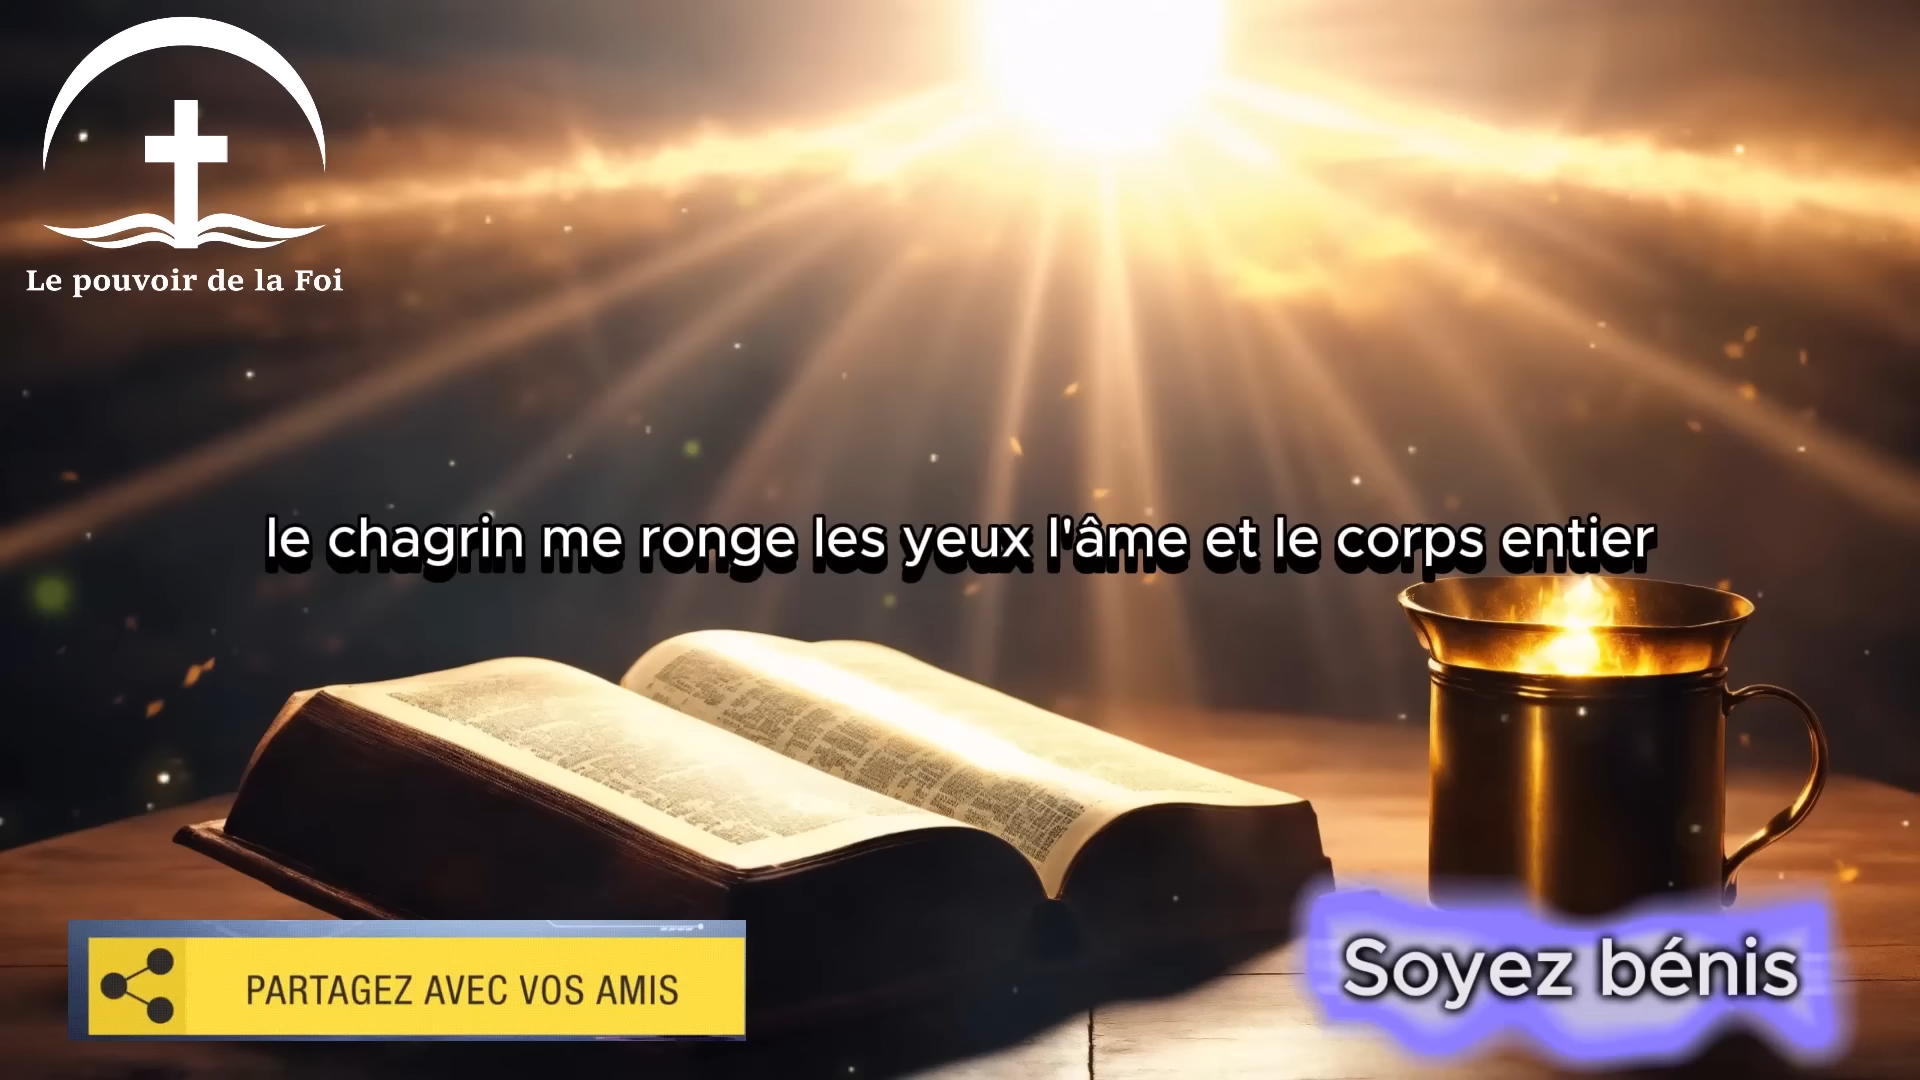 Le pouvoir de la Foi
le chagrin me ronge les yeux l'âme et le corps entier
PARTAGEZ AVEC VOS AMIS
Soyez bénis